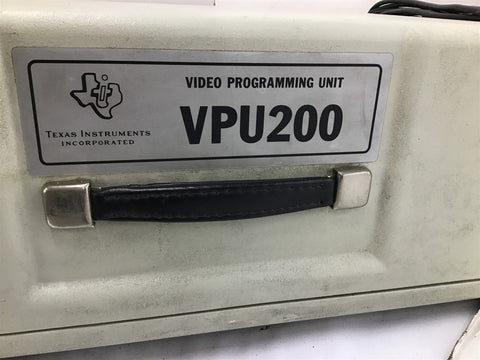 VIDEO PROGRAMMING UNIT
VPU200
TEXAS INSTRUMENTS
INCORPORATED